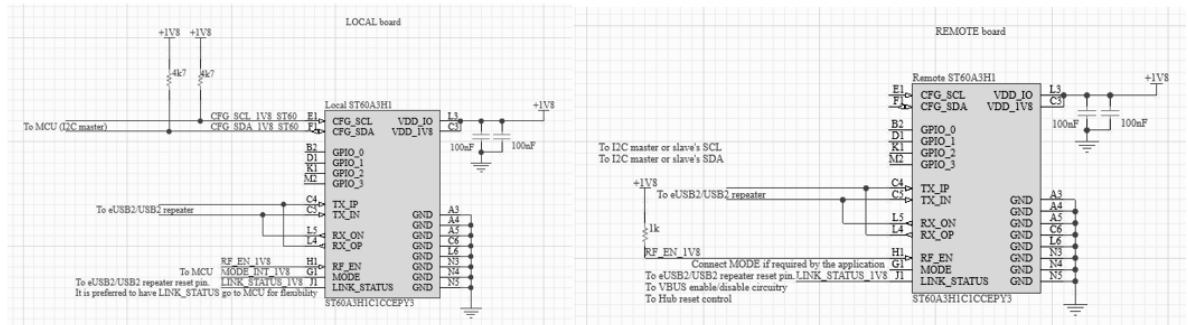 LOCAL board
+1V8 +1V8
4k7 4k7
Local ST60A3H1
+1V8
CFG_SCL_1V8_ST60 E1 CFG_SCL VDD_IO L3
To MCU (I2C master) CFG_SDA_1V8_ST60 F1 CFG_SDA VDD_1V8 C3
100nF 100nF
B2 GPIO_0
D1 GPIO_1
K1 GPIO_2
M2 GPIO_3
To eUSB2/USB2 repeater
C4 TX_IP
C5 TX_IN GND A3
GND A4
L5 RX_ON GND A5
L4 RX_OP GND C6
GND L6
RF_EN_1V8 H1 RF_EN GND N3
To MCU MODE_INT_1V8 G1 MODE GND N4
To eUSB2/USB2 repeater reset pin. LINK_STATUS_1V8 J1 LINK_STATUS GND N5
It is preferred to have LINK_STATUS go to MCU for flexibility
ST60A3H1C1CCEPY3
REMOTE board
Remote ST60A3H1
+1V8
E1 CFG_SCL VDD_IO L3
F1 CFG_SDA VDD_1V8 C3
100nF 100nF
B2 GPIO_0
D1 GPIO_1
K1 GPIO_2
M2 GPIO_3
To I2C master or slave's SCL
To I2C master or slave's SDA
+1V8
To eUSB2/USB2 repeater
C4 TX_IP
C5 TX_IN GND A3
GND A4
L5 RX_ON GND A5
L4 RX_OP GND C6
GND L6
1k
RF_EN_1V8 H1 RF_EN GND N3
Connect MODE if required by the application G1 MODE GND N4
To eUSB2/USB2 repeater reset pin. LINK_STATUS_1V8 J1 LINK_STATUS GND N5
To VBUS enable/disable circuitry
To Hub reset control
ST60A3H1C1CCEPY3